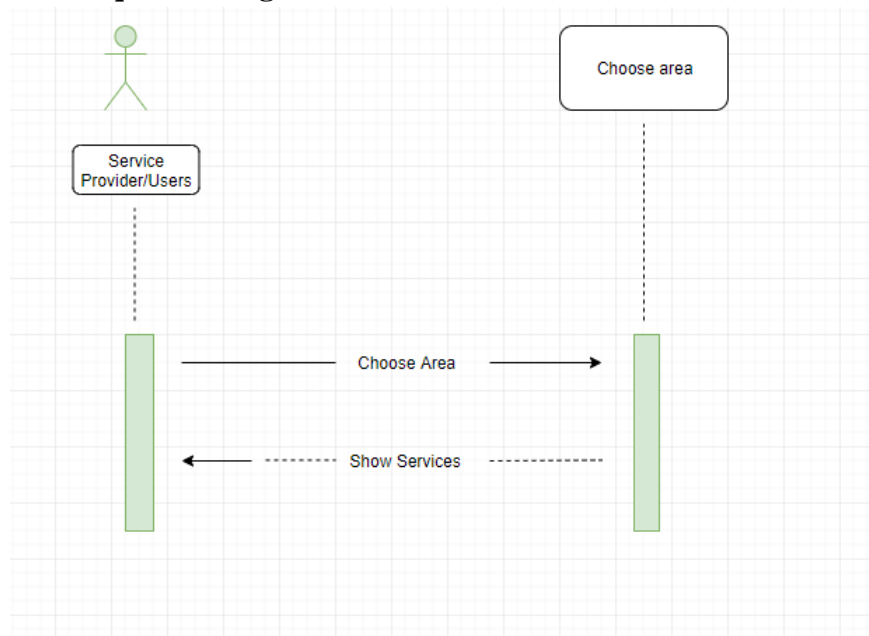 Choose area
Service
Provider/Users
Choose Area
Show Services